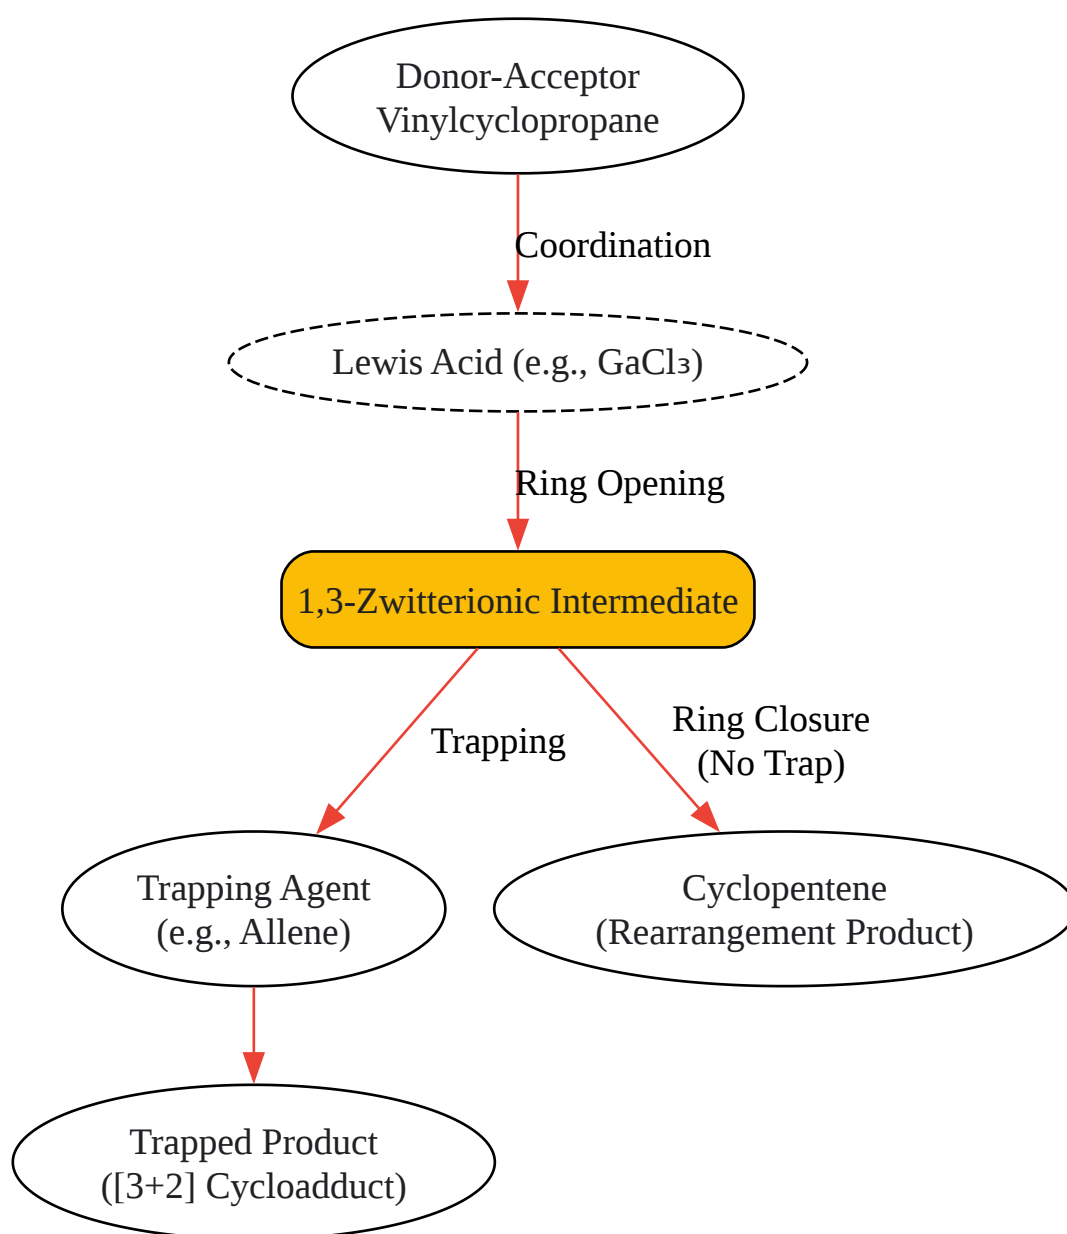 Donor-Acceptor
Vinylcyclopropane
Coordination
Lewis Acid (e.g., GaCl₃)
Ring Opening
1,3-Zwitterionic Intermediate
Trapping
Ring Closure
(No Trap)
Trapping Agent
(e.g., Allene)
Cyclopentene
(Rearrangement Product)
Trapped Product
([3+2] Cycloadduct)